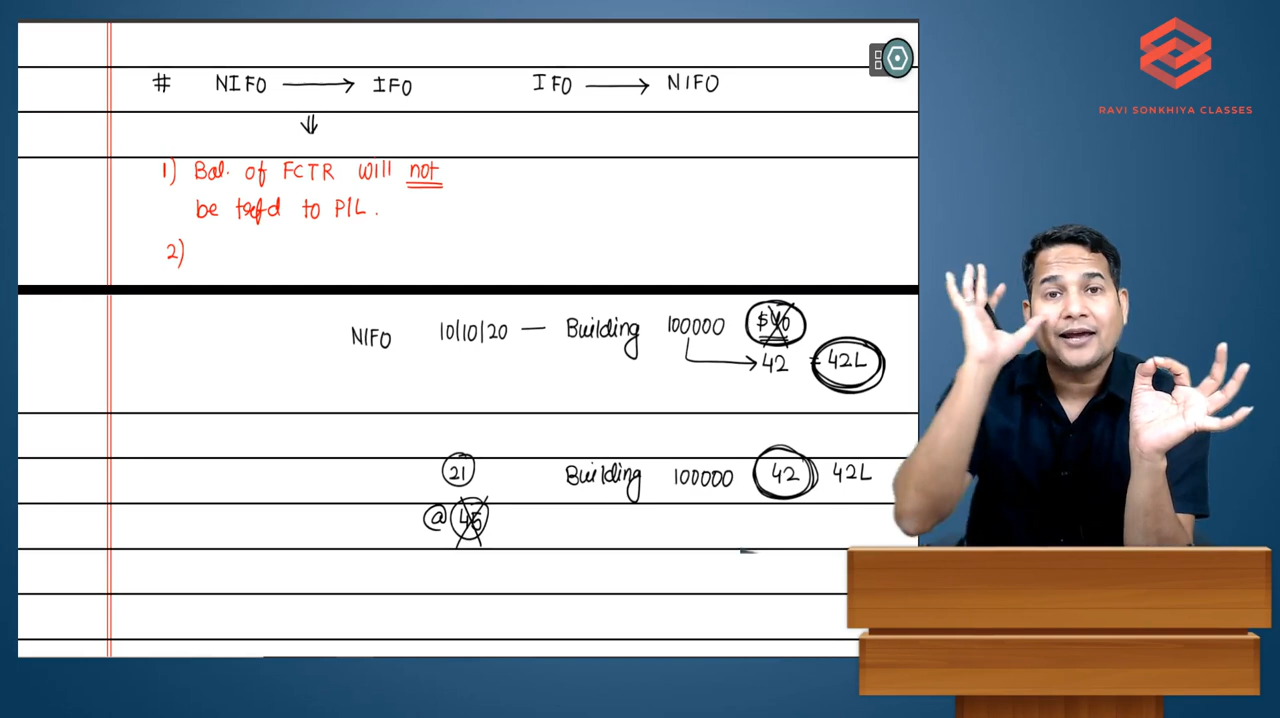 # NIFO → IFO IFO → NIFO
⇓
1) Bal. of FCTR will not
be trefd to P/L.
2)
NIFO 10/10/20 — Building 100000 $40
→ 42 = 42L
21 Building 100000 42 42L
@ 45
RAVI SONKHIYA CLASSES